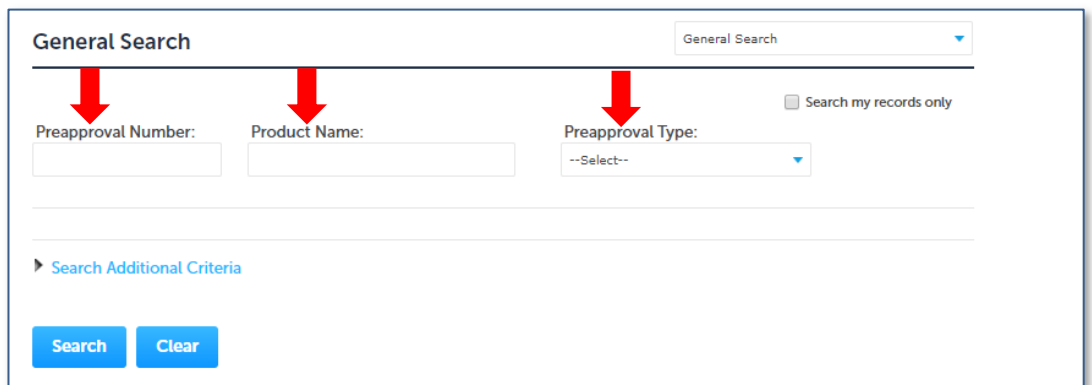 General Search
General Search
Search my records only
Preapproval Number:
Product Name:
Preapproval Type:
--Select--
Search Additional Criteria
Search
Clear